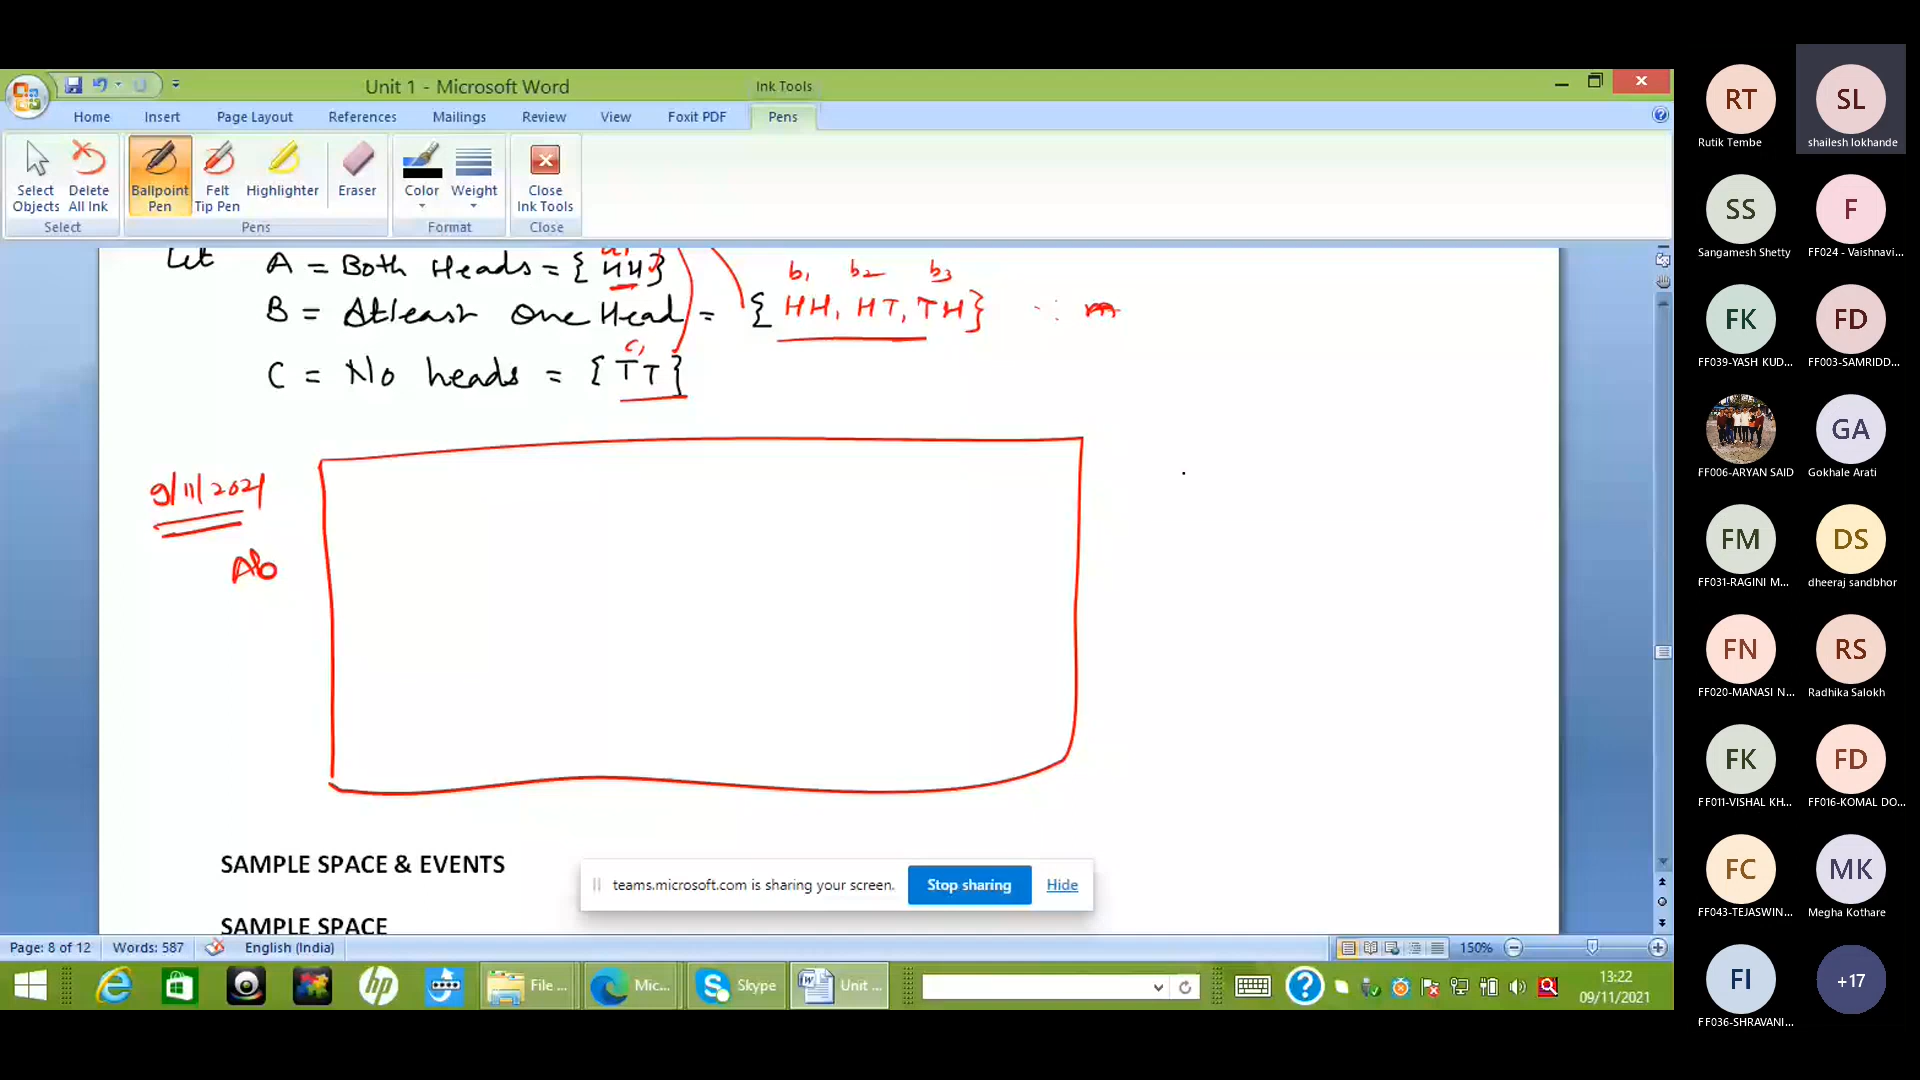 Unit 1 - Microsoft Word
Ink Tools
Home Insert Page Layout References Mailings Review View Foxit PDF Pens
Select Objects
Delete All Ink
Ballpoint Pen
Felt Tip Pen
Highlighter
Eraser
Color
Weight
Close Ink Tools
Select Pens Format Close
Let A = Both Heads = { HH }
b1 b2 b3
B = Atleast One Head = { HH, HT, TH }
c1
C = No heads = { TT }
9/11/2021
Ab
SAMPLE SPACE & EVENTS
SAMPLE SPACE
teams.microsoft.com is sharing your screen. Stop sharing Hide
Page: 8 of 12 Words: 587 English (India) 150%
File ... Mic... Skype Unit ...
13:22
09/11/2021
RT SL
Rutik Tembe shailesh lokhande
SS F
Sangamesh Shetty FF024 - Vaishnavi...
FK FD
FF039-YASH KUD... FF003-SAMRIDD...
GA
FF006-ARYAN SAID Gokhale Arati
FM DS
FF031-RAGINI M... dheeraj sandbhor
FN RS
FF020-MANASI N... Radhika Salokh
FK FD
FF011-VISHAL KH... FF016-KOMAL DO...
FC MK
FF043-TEJASWIN... Megha Kothare
FI +17
FF036-SHRAVANI...